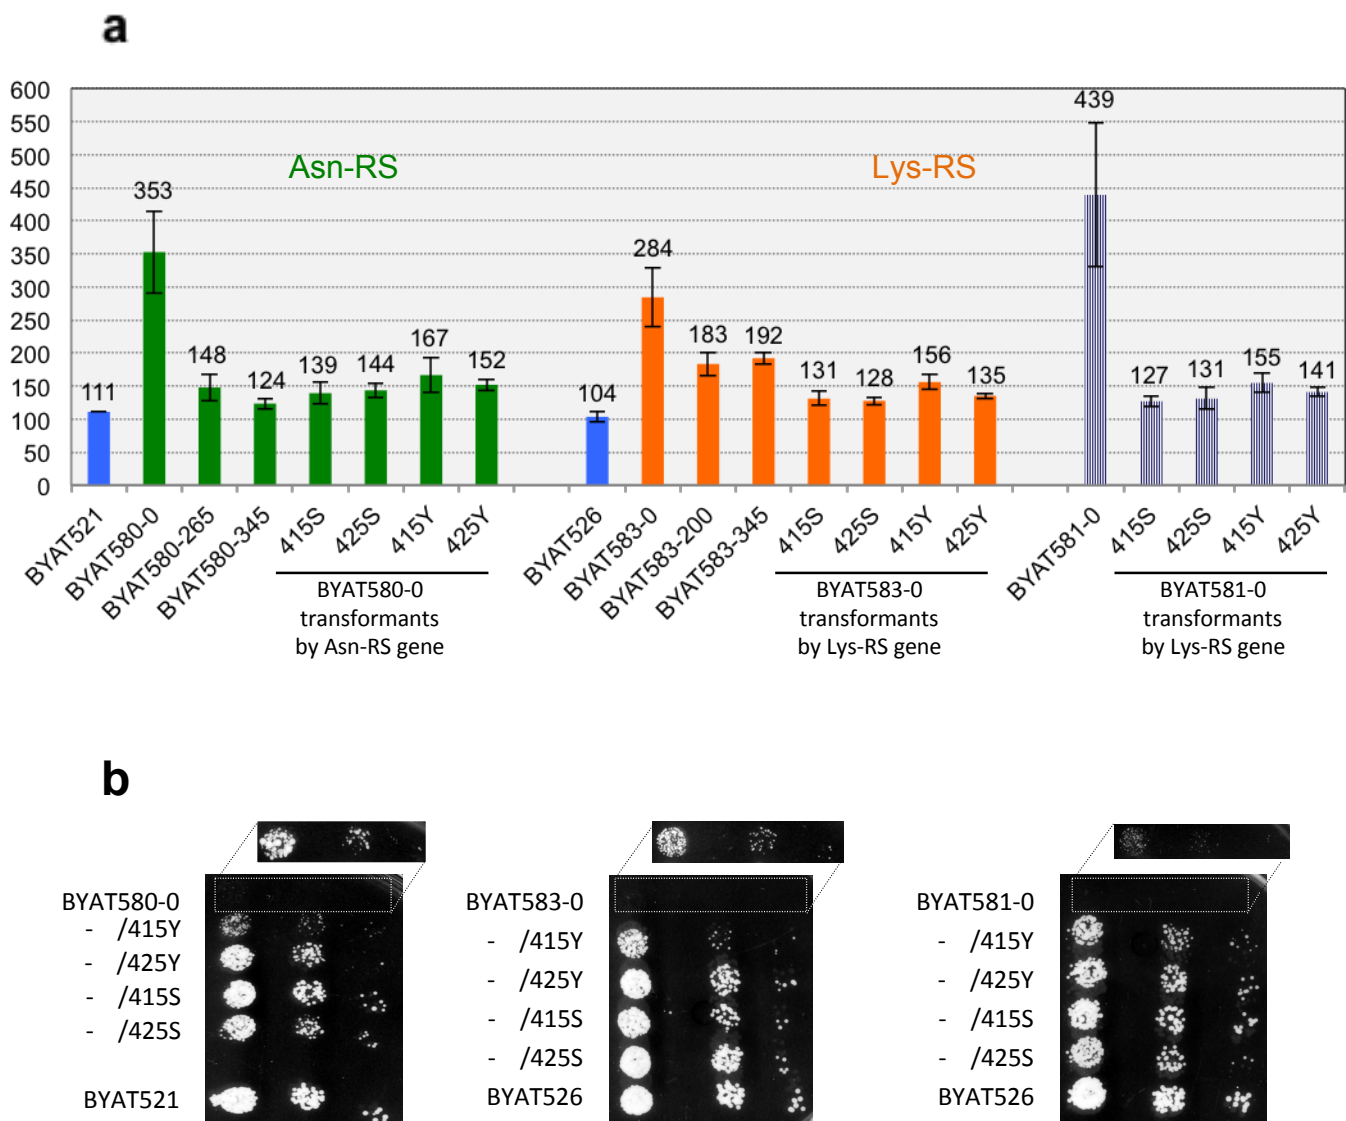 a
600
550
500
450
400
350
300
250
200
150
100
50
0
Asn-RS
Lys-RS
111
353
148
124
139
144
167
152
104
284
183
192
131
128
156
135
439
127
131
155
141
BYAT521
BYAT580-0
BYAT580-265
BYAT580-345
415S
425S
415Y
425Y
BYAT526
BYAT583-0
BYAT583-200
BYAT583-345
415S
425S
415Y
425Y
BYAT581-0
415S
425S
415Y
425Y
BYAT580-0
transformants
by Asn-RS gene
BYAT583-0
transformants
by Lys-RS gene
BYAT581-0
transformants
by Lys-RS gene
b
BYAT580-0
- /415Y
- /425Y
- /415S
- /425S
BYAT521
BYAT583-0
- /415Y
- /425Y
- /415S
- /425S
BYAT526
BYAT581-0
- /415Y
- /425Y
- /415S
- /425S
BYAT526